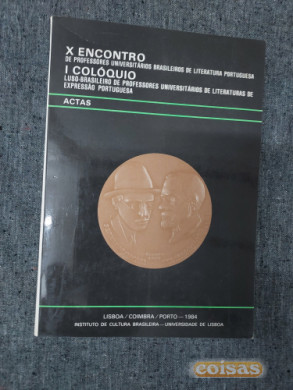 X ENCONTRO
DE PROFESSORES UNIVERSITÁRIOS BRASILEIROS DE LITERATURA PORTUGUESA
I COLÓQUIO
LUSO-BRASILEIRO DE PROFESSORES UNIVERSITÁRIOS DE LITERATURAS DE
EXPRESSÃO PORTUGUESA
ACTAS
LISBOA / COIMBRA / PORTO — 1984
INSTITUTO DE CULTURA BRASILEIRA — UNIVERSIDADE DE LISBOA
coisas